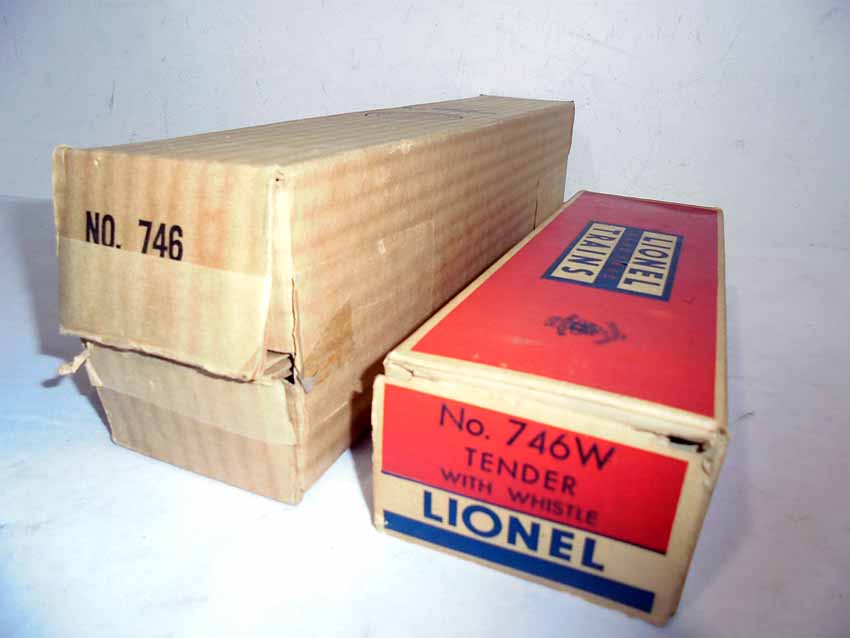 NO. 746
LIONEL
TRAINS
No. 746W
TENDER
WITH WHISTLE
LIONEL